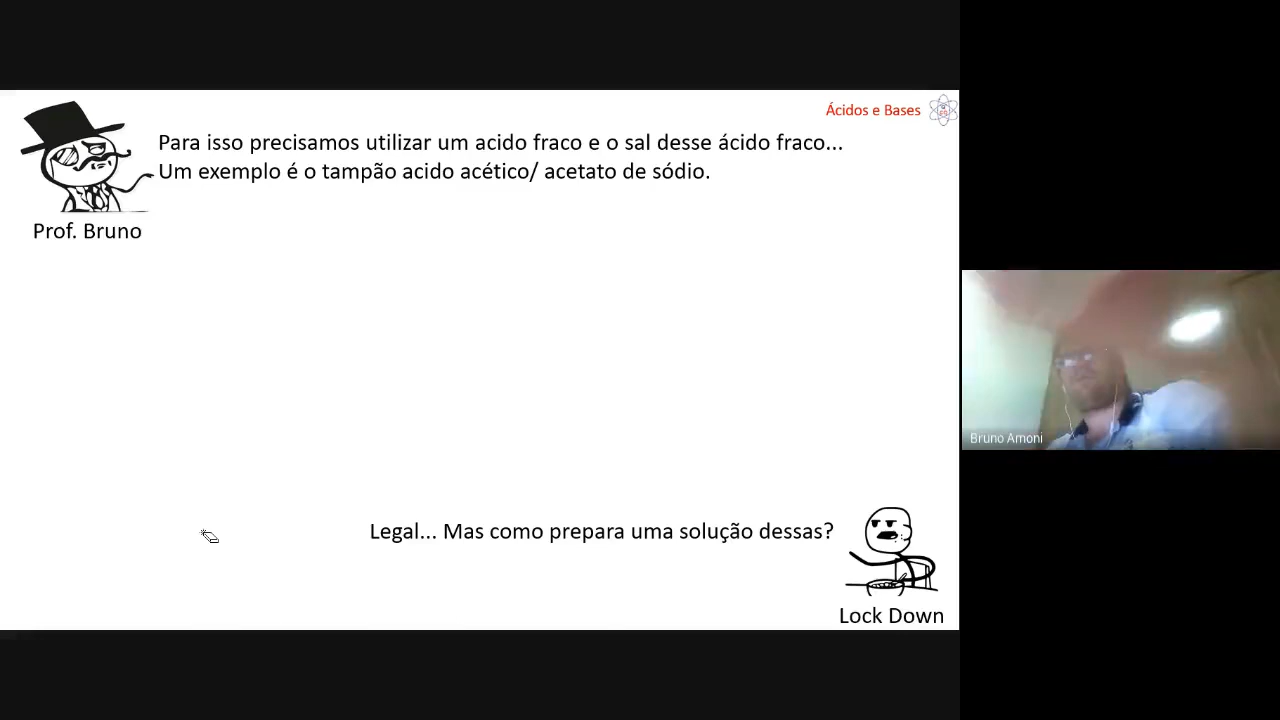 Ácidos e Bases
Para isso precisamos utilizar um acido fraco e o sal desse ácido fraco...
Um exemplo é o tampão acido acético/ acetato de sódio.
Prof. Bruno
Bruno Amoni
Legal... Mas como prepara uma solução dessas?
Lock Down